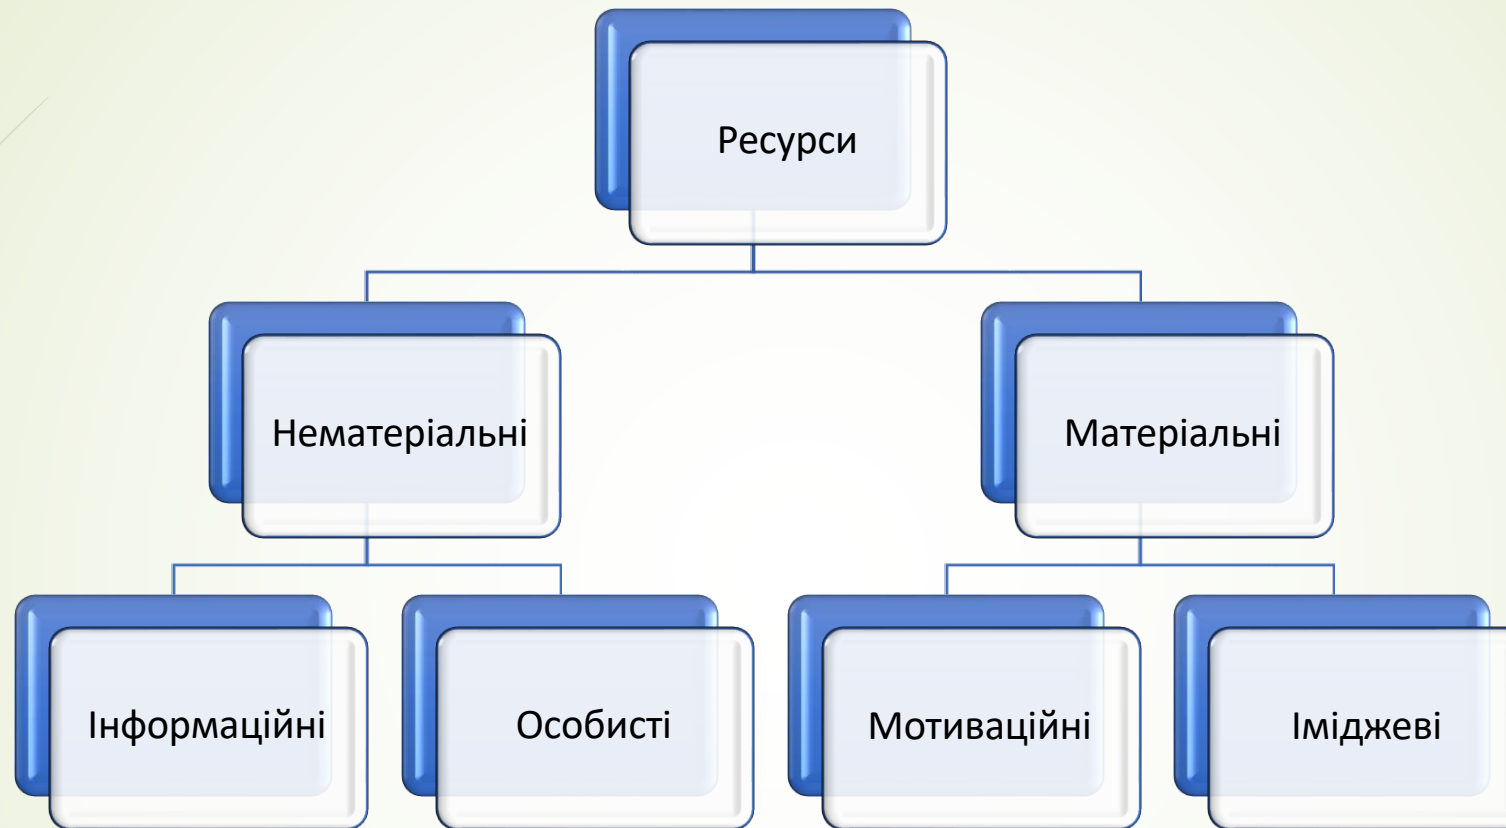 Ресурси
Нематеріальні
Матеріальні
Інформаційні
Особисті
Мотиваційні
Іміджеві